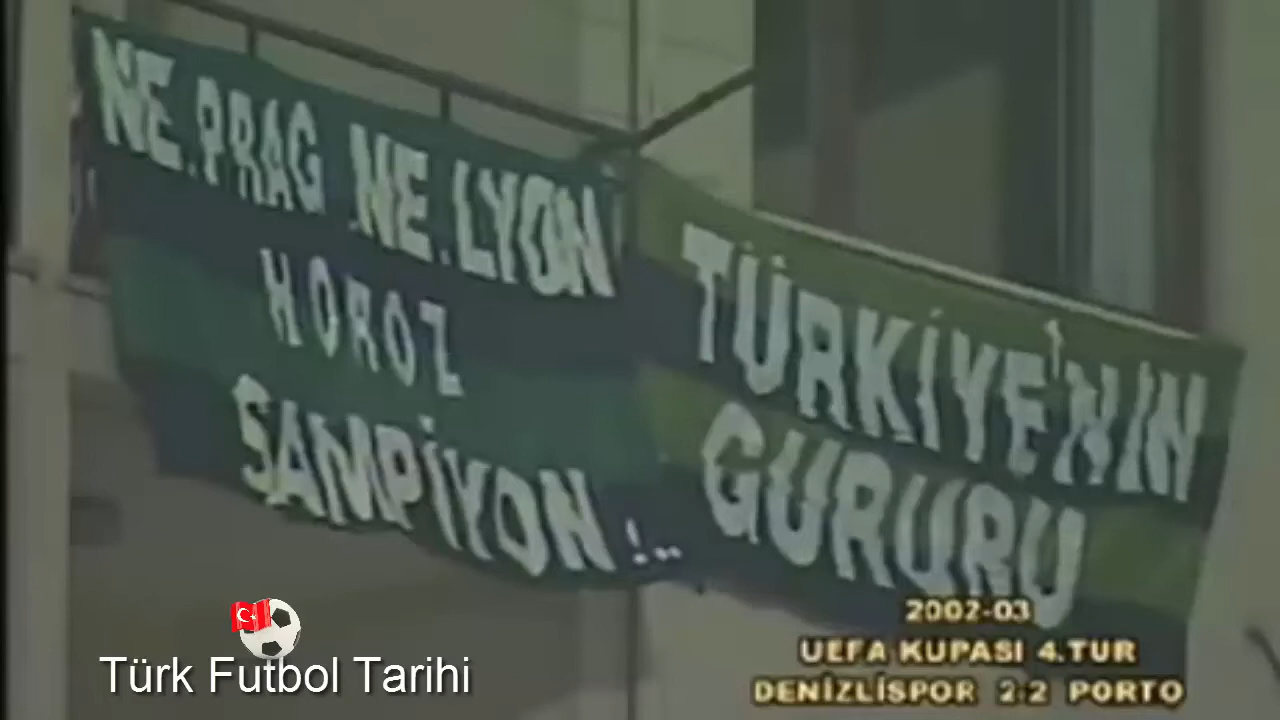 NE.PRAG .NE.LYON
HOROZ
ŞAMPİYON !..
TÜRKİYE'NİN
GURURU
2002-03
UEFA KUPASI 4.TUR
DENİZLİSPOR 2:2 PORTO
Türk Futbol Tarihi